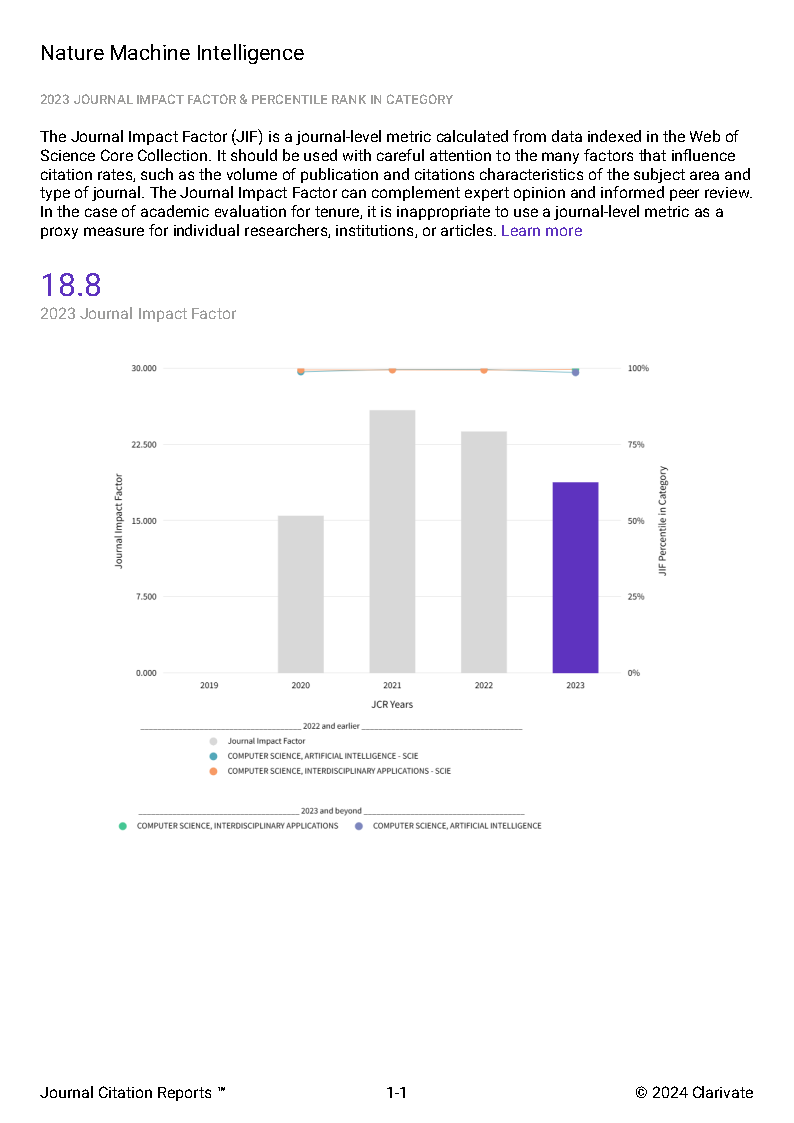 Nature Machine Intelligence
2023 JOURNAL IMPACT FACTOR & PERCENTILE RANK IN CATEGORY
The Journal Impact Factor (JIF) is a journal-level metric calculated from data indexed in the Web of
Science Core Collection. It should be used with careful attention to the many factors that influence
citation rates, such as the volume of publication and citations characteristics of the subject area and
type of journal. The Journal Impact Factor can complement expert opinion and informed peer review.
In the case of academic evaluation for tenure, it is inappropriate to use a journal-level metric as a
proxy measure for individual researchers, institutions, or articles. Learn more
18.8
2023 Journal Impact Factor
30.000
22.500
15.000
7.500
0.000
Journal Impact Factor
100%
75%
50%
25%
0%
JIF Percentile in Category
2019 2020 2021 2022 2023
JCR Years
2022 and earlier
Journal Impact Factor
COMPUTER SCIENCE, ARTIFICIAL INTELLIGENCE - SCIE
COMPUTER SCIENCE, INTERDISCIPLINARY APPLICATIONS - SCIE
2023 and beyond
COMPUTER SCIENCE, INTERDISCIPLINARY APPLICATIONS COMPUTER SCIENCE, ARTIFICIAL INTELLIGENCE
Journal Citation Reports ™ 1-1 © 2024 Clarivate